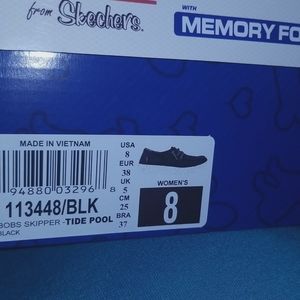 from Skechers.
WITH
MEMORY FO
MADE IN VIETNAM
USA
8
EUR
38
UK
5
CM
25
BRA
37
94880 03296 8
WOMEN'S
8
113448/BLK
BOBS SKIPPER -TIDE POOL
BLACK